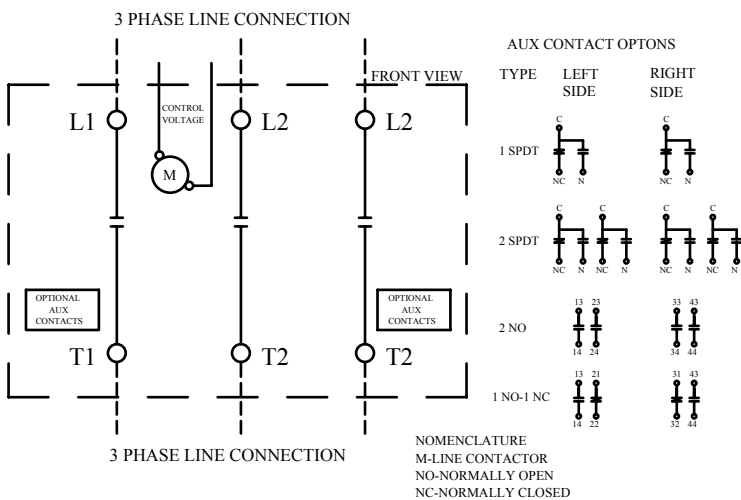 3 PHASE LINE CONNECTION
FRONT VIEW
CONTROL
VOLTAGE
L1
L2
L2
M
OPTIONAL
AUX
CONTACTS
OPTIONAL
AUX
CONTACTS
T1
T2
T2
3 PHASE LINE CONNECTION
AUX CONTACT OPTONS
TYPE
LEFT
SIDE
RIGHT
SIDE
C C
1 SPDT
NC N NC N
C C C C
2 SPDT
NC N NC N NC N NC N
13 23 33 43
2 NO
14 24 34 44
13 21 31 43
1 NO-1 NC
14 22 32 44
NOMENCLATURE
M-LINE CONTACTOR
NO-NORMALLY OPEN
NC-NORMALLY CLOSED